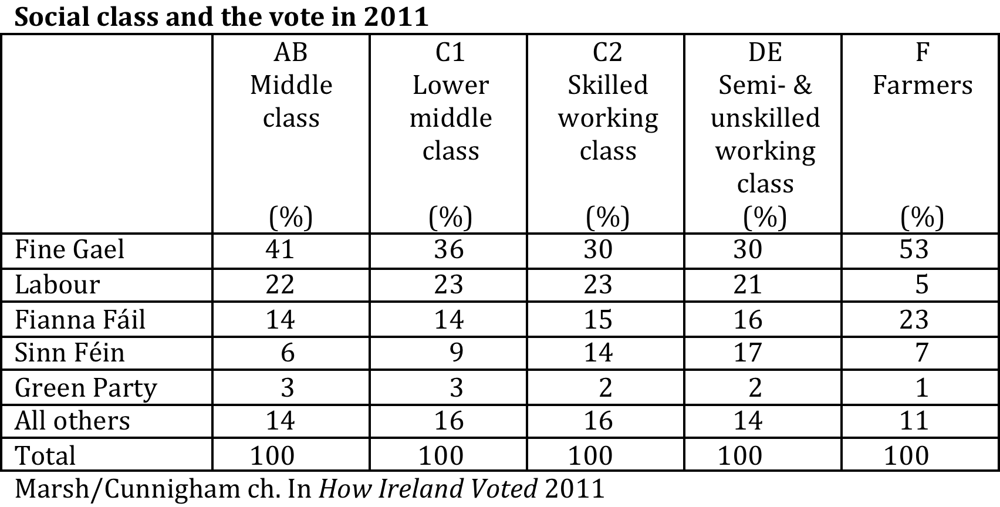 Social class and the vote in 2011
AB C1 C2 DE F
Middle Lower Skilled Semi- & Farmers
class middle working unskilled
class class working
class
(%) (%) (%) (%) (%)
Fine Gael 41 36 30 30 53
Labour 22 23 23 21 5
Fianna Fáil 14 14 15 16 23
Sinn Féin 6 9 14 17 7
Green Party 3 3 2 2 1
All others 14 16 16 14 11
Total 100 100 100 100 100
Marsh/Cunnigham ch. In How Ireland Voted 2011